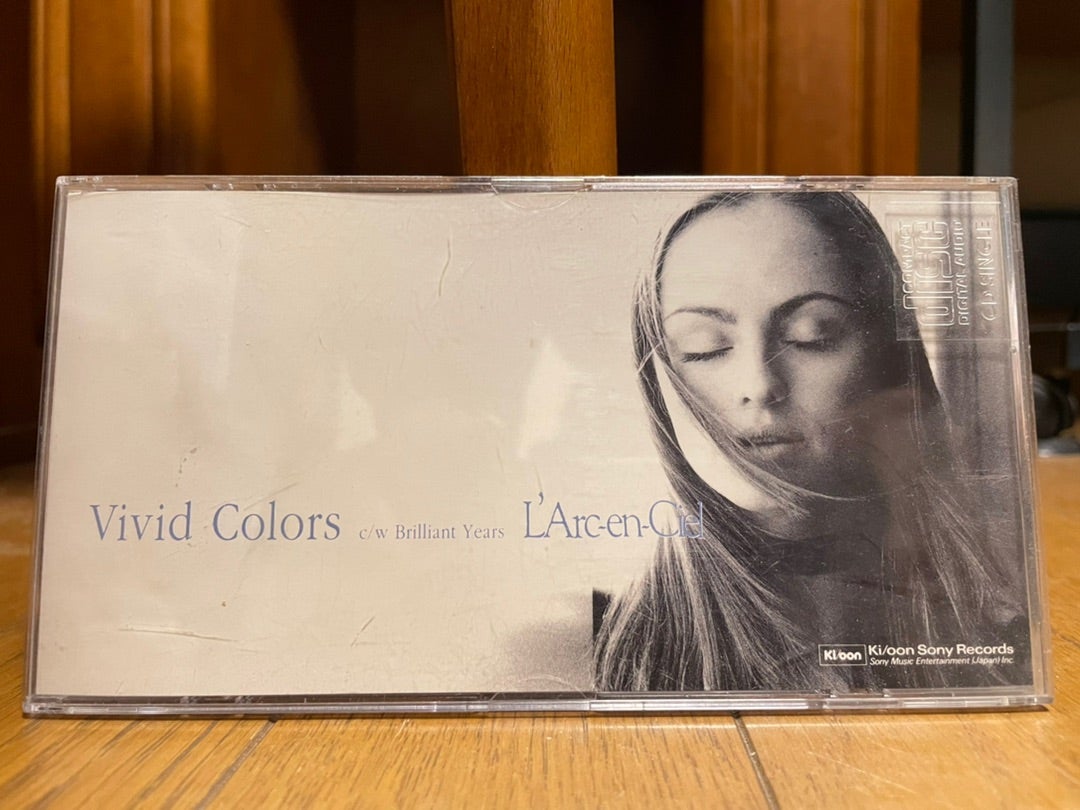 COMPACT
disc
DIGITAL AUDIO
CD SINGLE
Vivid Colors c/w Brilliant Years L'Arc-en-Ciel
Ki/oon Ki/oon Sony Records
Sony Music Entertainment (Japan) Inc.